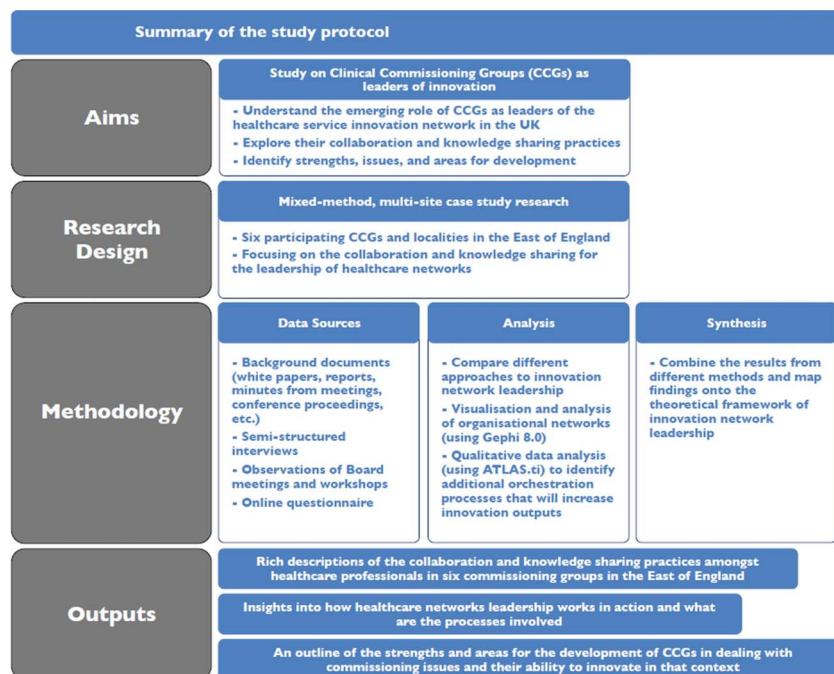 Summary of the study protocol
Aims
Study on Clinical Commissioning Groups (CCGs) as
leaders of innovation
- Understand the emerging role of CCGs as leaders of the
healthcare service innovation network in the UK
- Explore their collaboration and knowledge sharing practices
- Identify strengths, issues, and areas for development
Research
Design
Mixed-method, multi-site case study research
- Six participating CCGs and localities in the East of England
- Focusing on the collaboration and knowledge sharing for
the leadership of healthcare networks
Methodology
Data Sources
- Background documents
(white papers, reports,
minutes from meetings,
conference proceedings,
etc.)
- Semi-structured
interviews
- Observations of Board
meetings and workshops
- Online questionnaire
Analysis
- Compare different
approaches to innovation
network leadership
- Visualisation and analysis
of organisational networks
(using Gephi 8.0)
- Qualitative data analysis
(using ATLAS.ti) to identify
additional orchestration
processes that will increase
innovation outputs
Synthesis
- Combine the results from
different methods and map
findings onto the
theoretical framework of
innovation network
leadership
Outputs
Rich descriptions of the collaboration and knowledge sharing practices amongst
healthcare professionals in six commissioning groups in the East of England
Insights into how healthcare networks leadership works in action and what
are the processes involved
An outline of the strengths and areas for the development of CCGs in dealing with
commissioning issues and their ability to innovate in that context